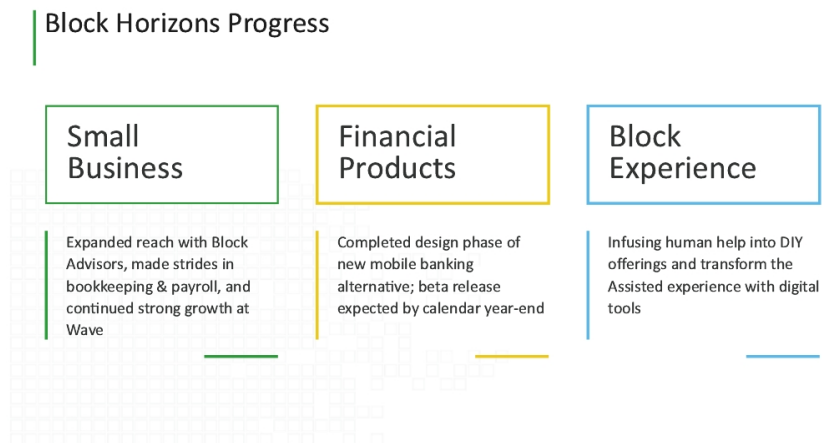 Block Horizons Progress
Small
Business
Financial
Products
Block
Experience
Expanded reach with Block
Advisors, made strides in
bookkeeping & payroll, and
continued strong growth at
Wave
Completed design phase of
new mobile banking
alternative; beta release
expected by calendar year-end
Infusing human help into DIY
offerings and transform the
Assisted experience with digital
tools